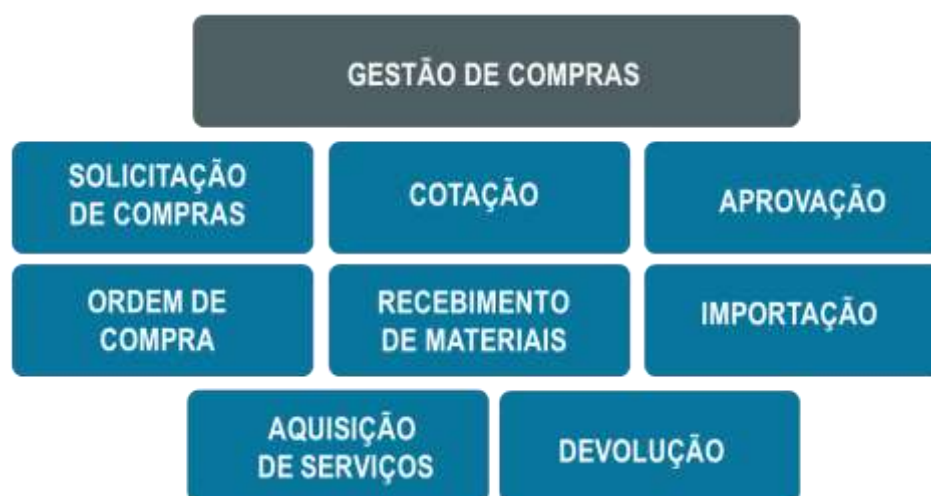 GESTÃO DE COMPRAS
SOLICITAÇÃO
DE COMPRAS
COTAÇÃO
APROVAÇÃO
ORDEM DE
COMPRA
RECEBIMENTO
DE MATERIAIS
IMPORTAÇÃO
AQUISIÇÃO
DE SERVIÇOS
DEVOLUÇÃO